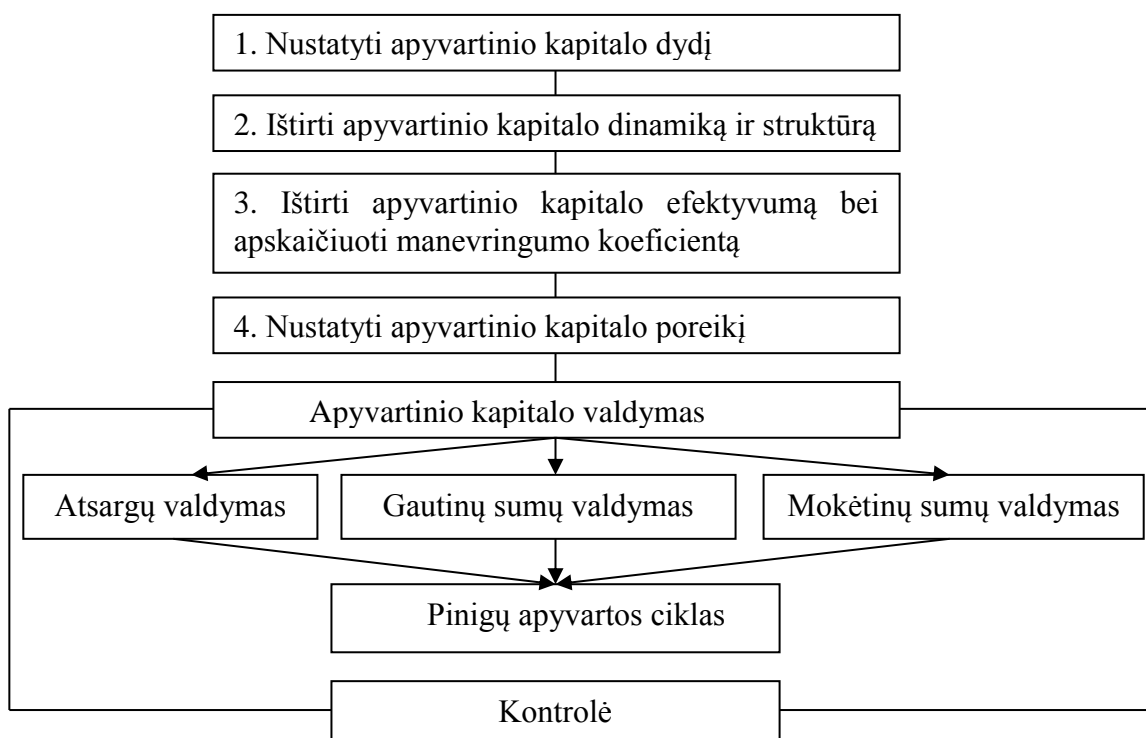 1. Nustatyti apyvartinio kapitalo dydį
2. Ištirti apyvartinio kapitalo dinamiką ir struktūrą
3. Ištirti apyvartinio kapitalo efektyvumą bei
apskaičiuoti manevringumo koeficientą
4. Nustatyti apyvartinio kapitalo poreikį
Apyvartinio kapitalo valdymas
Atsargų valdymas
Gautinų sumų valdymas
Mokėtinų sumų valdymas
Pinigų apyvartos ciklas
Kontrolė